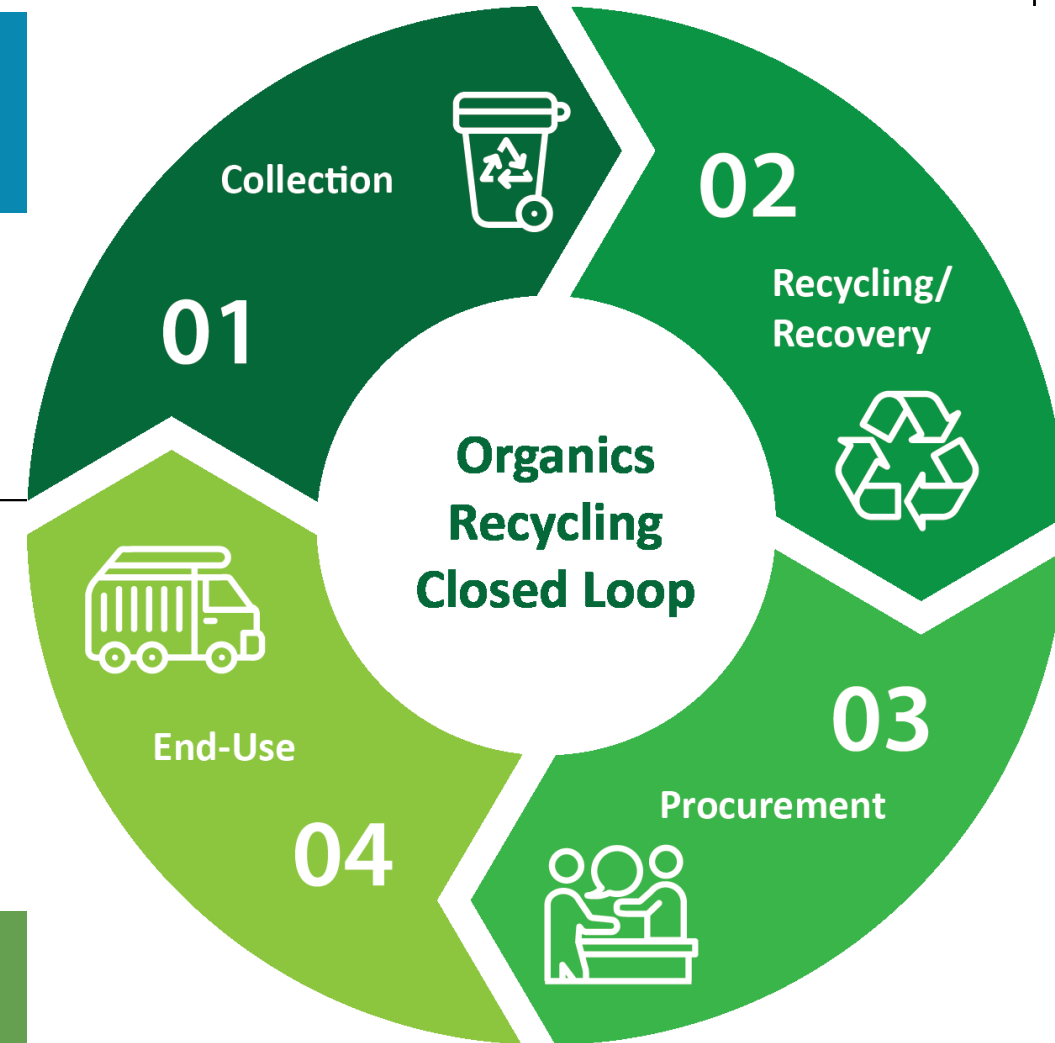 Collection
01
02
Recycling/
Recovery
Organics
Recycling
Closed Loop
03
Procurement
End-Use
04